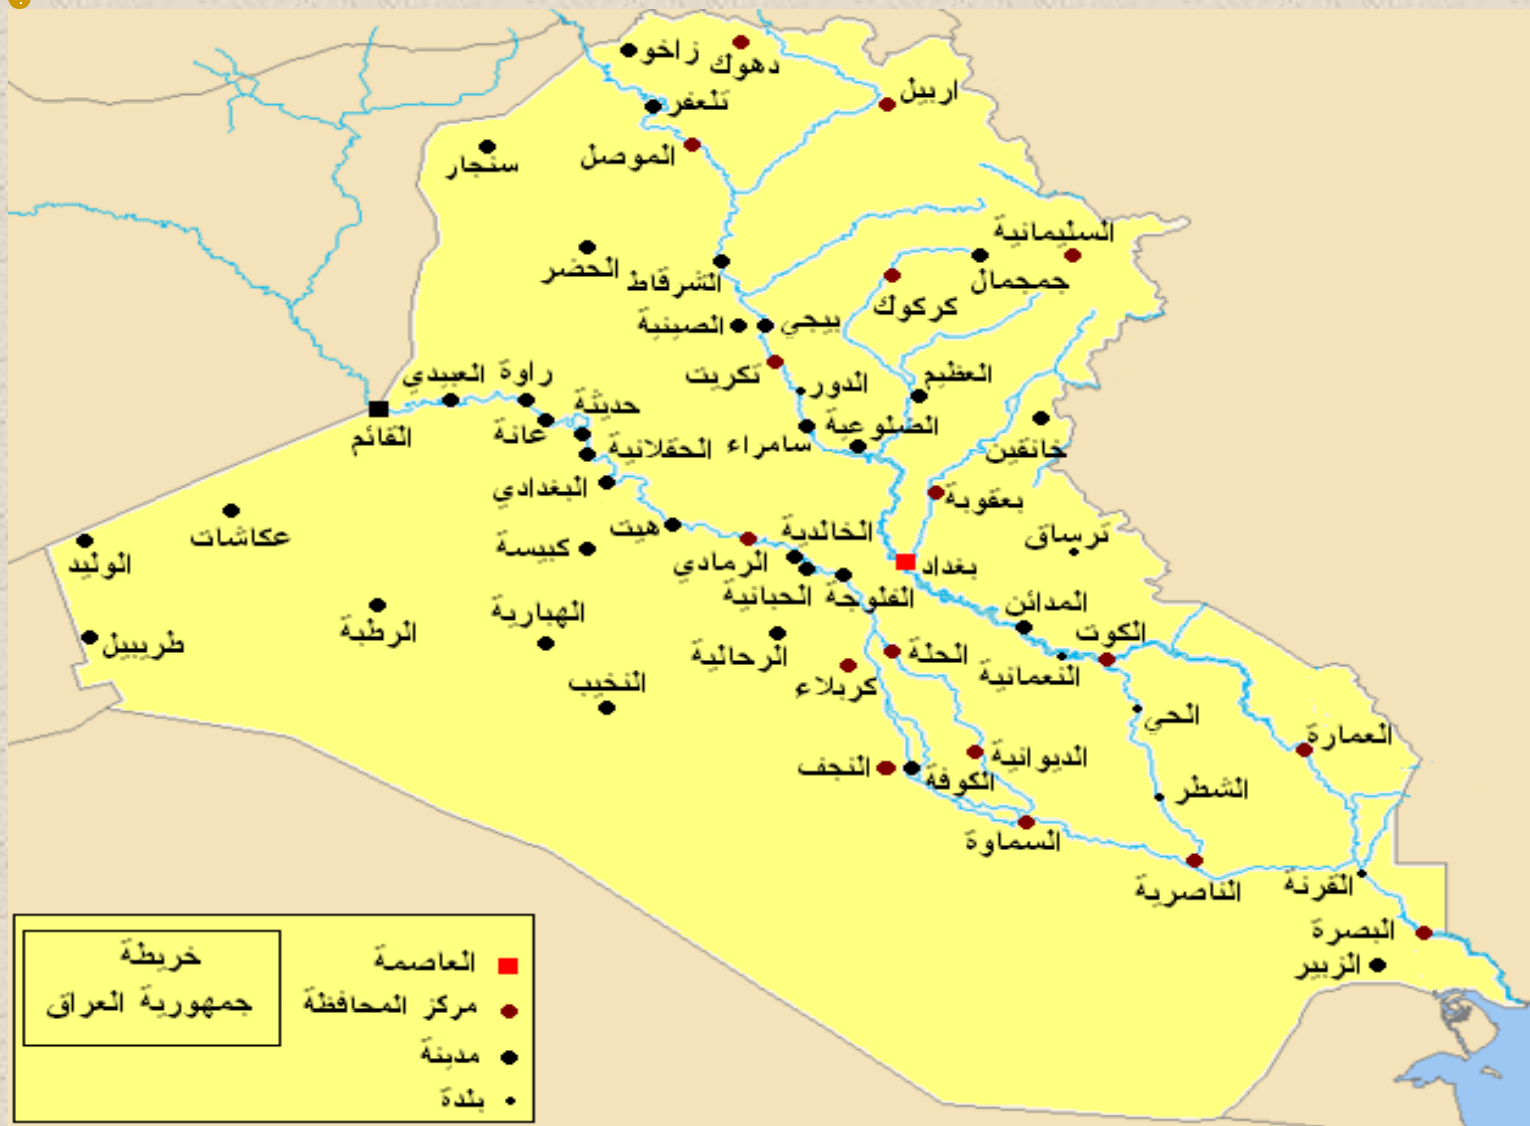 زاخو
دهوك
اربيل
تلعفر
الموصل
سنجار
السليمانية
الحضر
الشرقاط
جمجمال
كركوك
الصينية
بيجي
تكريت
الدور
العظيم
العبيدي
راوة
حديثة
القائم
عانة
الحقلانية
سامراء
الضلوعية
خانقين
البغدادي
بعقوبة
عكاشات
هيت
الخالدية
ترساق
الوليد
كبيسة
الرمادي
بغداد
الحبانية
الفلوجة
المدائن
الهبارية
الرطبة
الكوت
طريبيل
الرحالية
الحلة
النعمانية
النخيب
كربلاء
الحي
العمارة
النجف
الكوفة
الديوانية
الشطر
السماوة
الناصرية
القرنة
البصرة
الزبير
خريطة
جمهورية العراق
العاصمة
مركز المحافظة
مدينة
بلدة